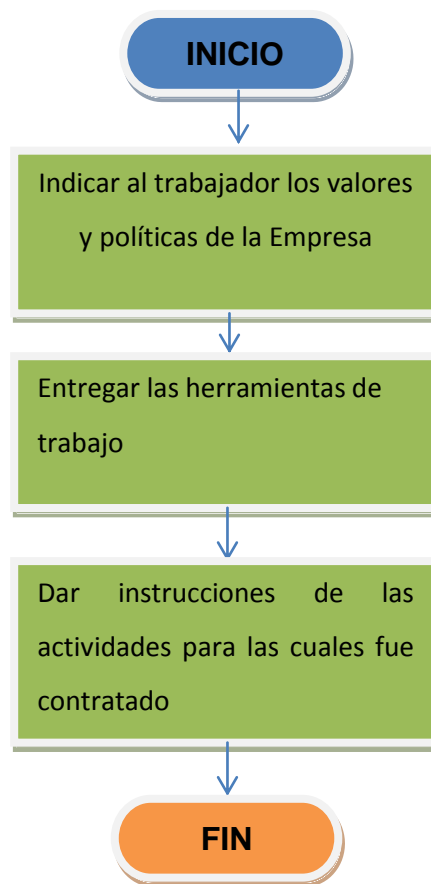 INICIO
Indicar al trabajador los valores
y políticas de la Empresa
Entregar las herramientas de
trabajo
Dar instrucciones de las
actividades para las cuales fue
contratado
FIN